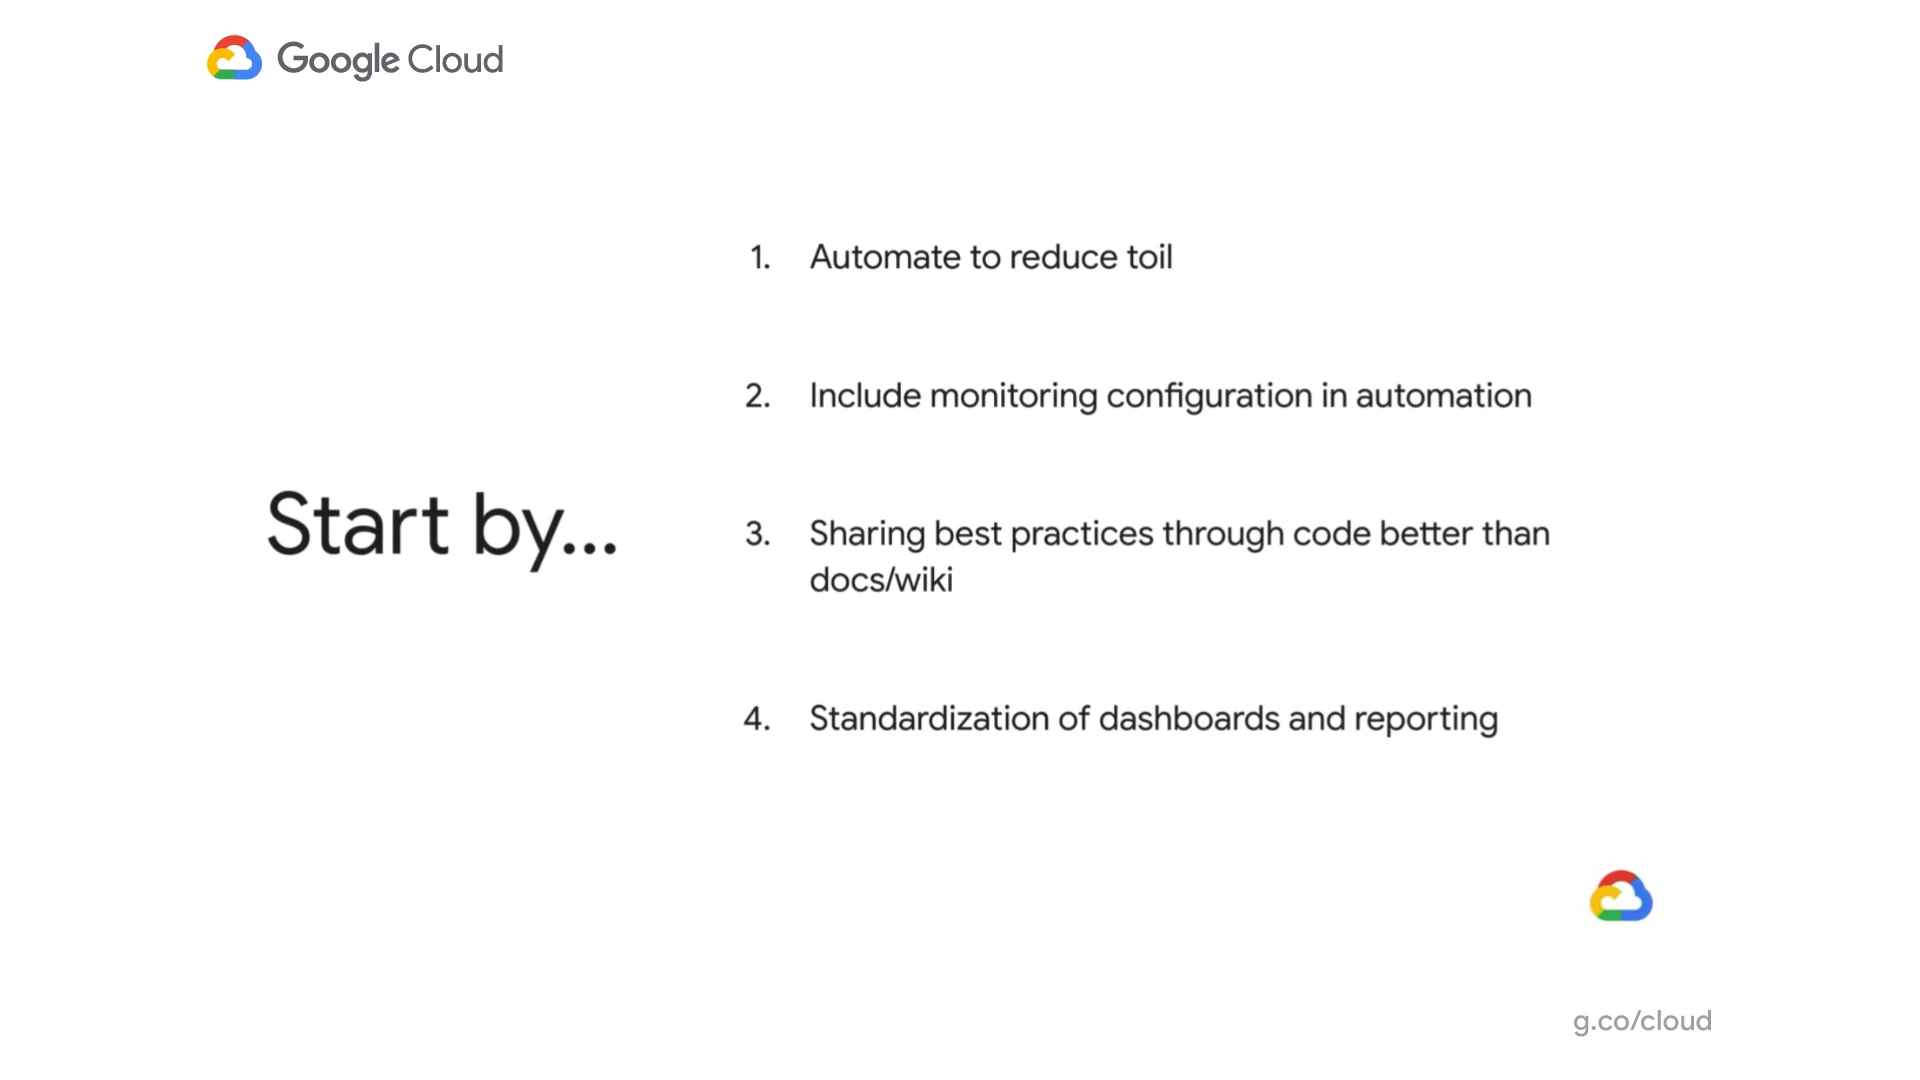 Google Cloud
Start by...
1. Automate to reduce toil
2. Include monitoring configuration in automation
3. Sharing best practices through code better than
docs/wiki
4. Standardization of dashboards and reporting
g.co/cloud